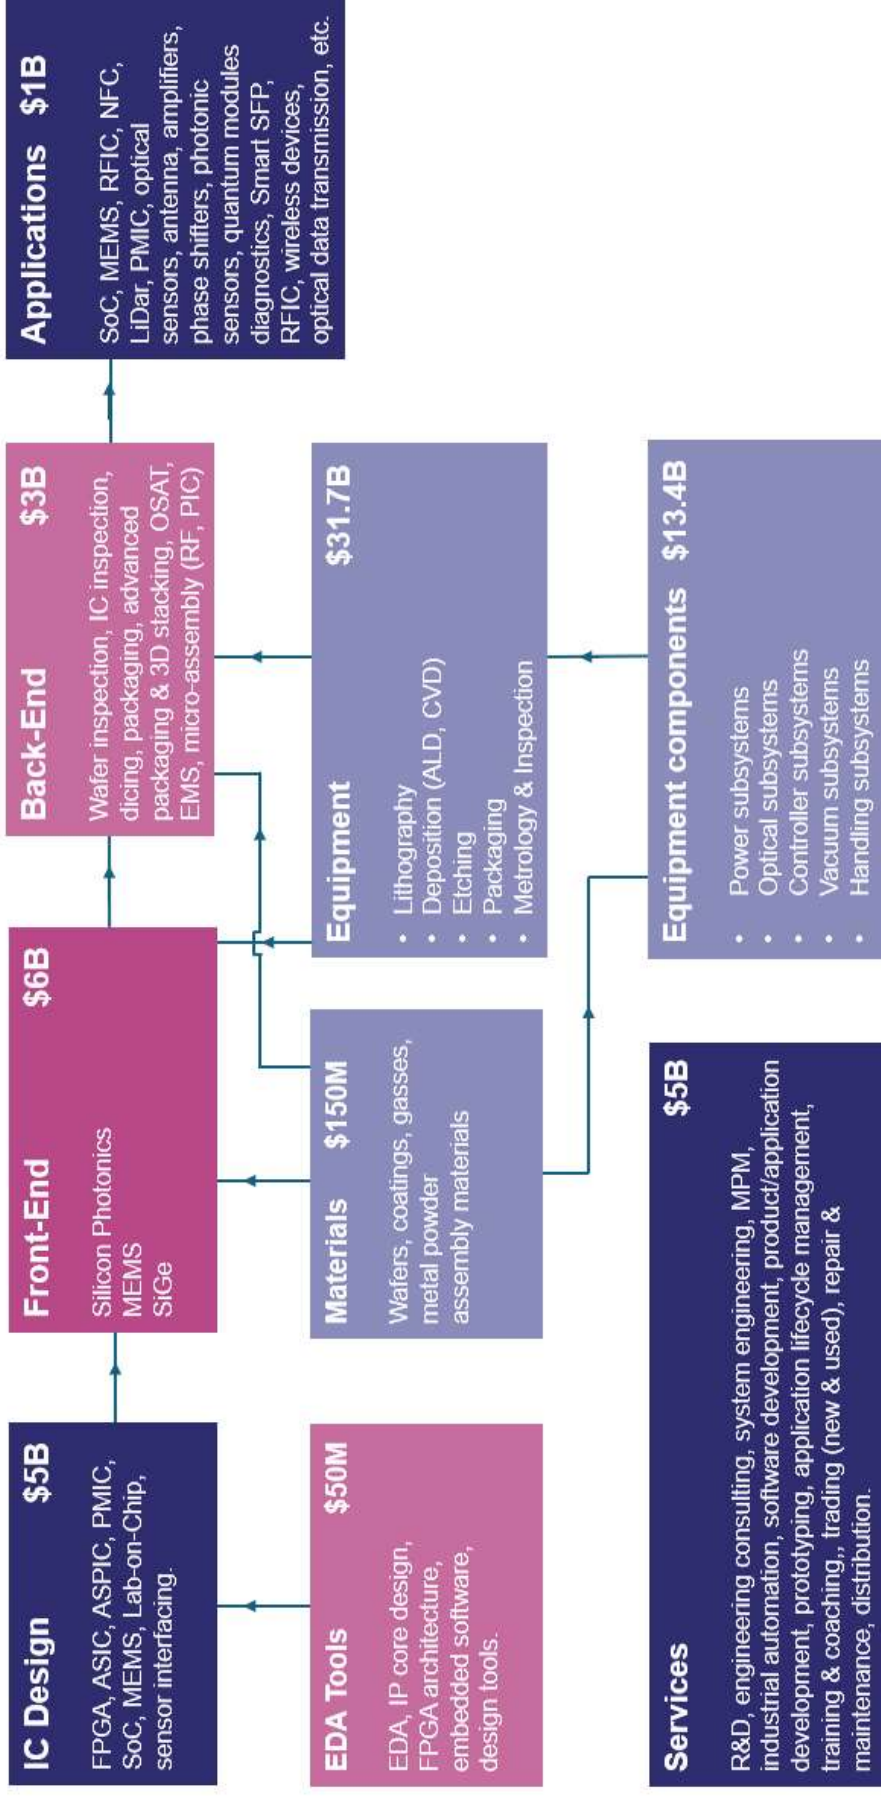 IC Design $5B
FPGA, ASIC, ASPIC, PMIC,
SoC, MEMS, Lab-on-Chip,
sensor interfacing.
Front-End $6B
Silicon Photonics
MEMS
SiGe
Back-End $3B
Wafer inspection, IC inspection,
dicing, packaging, advanced
packaging & 3D stacking, OSAT,
EMS, micro-assembly (RF, PIC)
Applications $1B
SoC, MEMS, RFIC, NFC,
LiDar, PMIC, optical
sensors, antenna, amplifiers,
phase shifters, photonic
sensors, quantum modules
diagnostics, Smart SFP,
RFIC, wireless devices,
optical data transmission, etc.
EDA Tools $50M
EDA, IP core design,
FPGA architecture,
embedded software,
design tools.
Materials $150M
Wafers, coatings, gasses,
metal powder
assembly materials
Equipment $31.7B
• Lithography
• Deposition (ALD, CVD)
• Etching
• Packaging
• Metrology & Inspection
Services $5B
R&D, engineering consulting, system engineering, MPM,
industrial automation, software development, product/application
development, prototyping, application lifecycle management,
training & coaching,, trading (new & used), repair &
maintenance, distribution.
Equipment components $13.4B
• Power subsystems
• Optical subsystems
• Controller subsystems
• Vacuum subsystems
• Handling subsystems